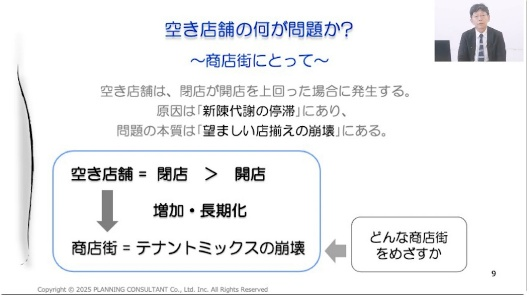 空き店舗の何が問題か?
～商店街にとって～
空き店舗は、閉店が開店を上回った場合に発生する。
原因は「新陳代謝の停滞」にあり、
問題の本質は「望ましい店揃えの崩壊」にある。
空き店舗 = 閉店 ＞ 開店
増加・長期化
商店街 = テナントミックスの崩壊
どんな商店街
をめざすか
9
Copyright © 2025 PLANNING CONSULTANT Co., Ltd. Inc. All Rights Reserved